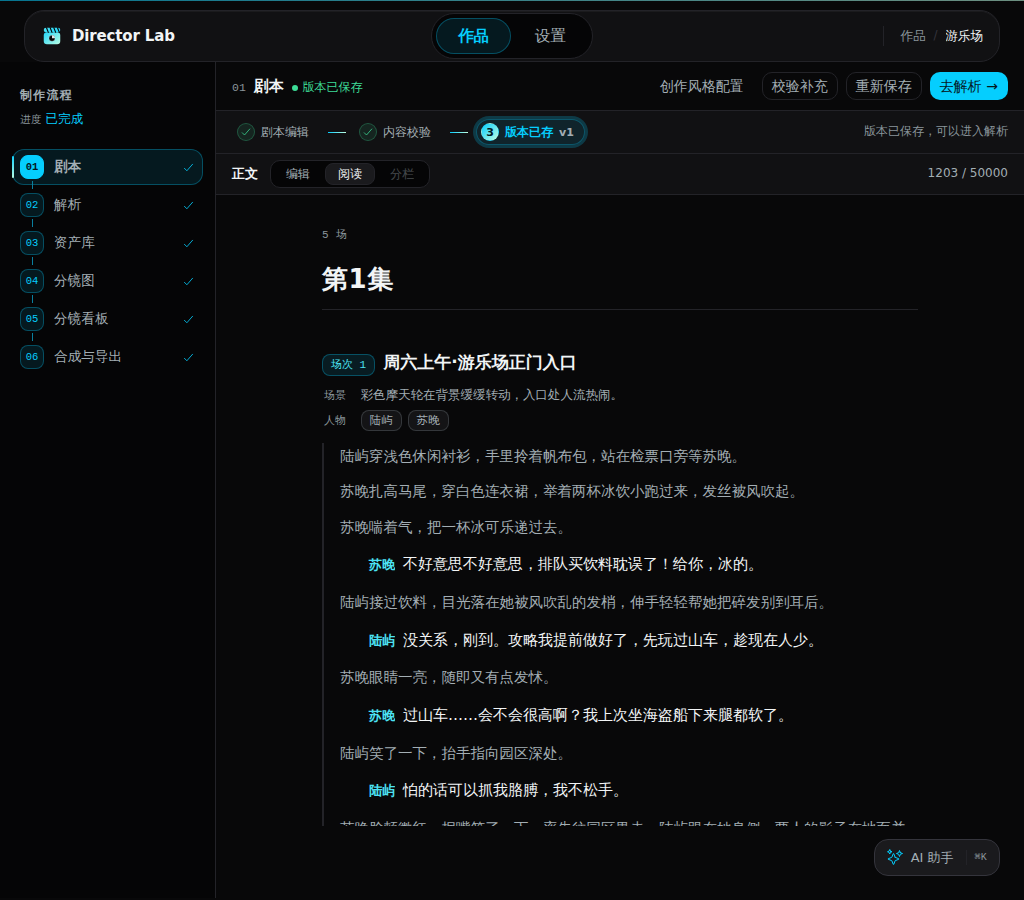 Director Lab
作品
设置
作品 / 游乐场
制作流程
进度 已完成
01 剧本
02 解析
03 资产库
04 分镜图
05 分镜看板
06 合成与导出
01 剧本 版本已保存
创作风格配置
校验补充
重新保存
去解析 →
剧本编辑
内容校验
3 版本已存 v1
版本已保存，可以进入解析
正文
编辑
阅读
分栏
1203 / 50000
5 场
第1集
场次 1 周六上午·游乐场正门入口
场景 彩色摩天轮在背景缓缓转动，入口处人流热闹。
人物 陆屿 苏晚
陆屿穿浅色休闲衬衫，手里拎着帆布包，站在检票口旁等苏晚。
苏晚扎高马尾，穿白色连衣裙，举着两杯冰饮小跑过来，发丝被风吹起。
苏晚喘着气，把一杯冰可乐递过去。
苏晚 不好意思不好意思，排队买饮料耽误了！给你，冰的。
陆屿接过饮料，目光落在她被风吹乱的发梢，伸手轻轻帮她把碎发别到耳后。
陆屿 没关系，刚到。攻略我提前做好了，先玩过山车，趁现在人少。
苏晚眼睛一亮，随即又有点发怵。
苏晚 过山车……会不会很高啊？我上次坐海盗船下来腿都软了。
陆屿笑了一下，抬手指向园区深处。
陆屿 怕的话可以抓我胳膊，我不松手。
AI 助手 ⌘K